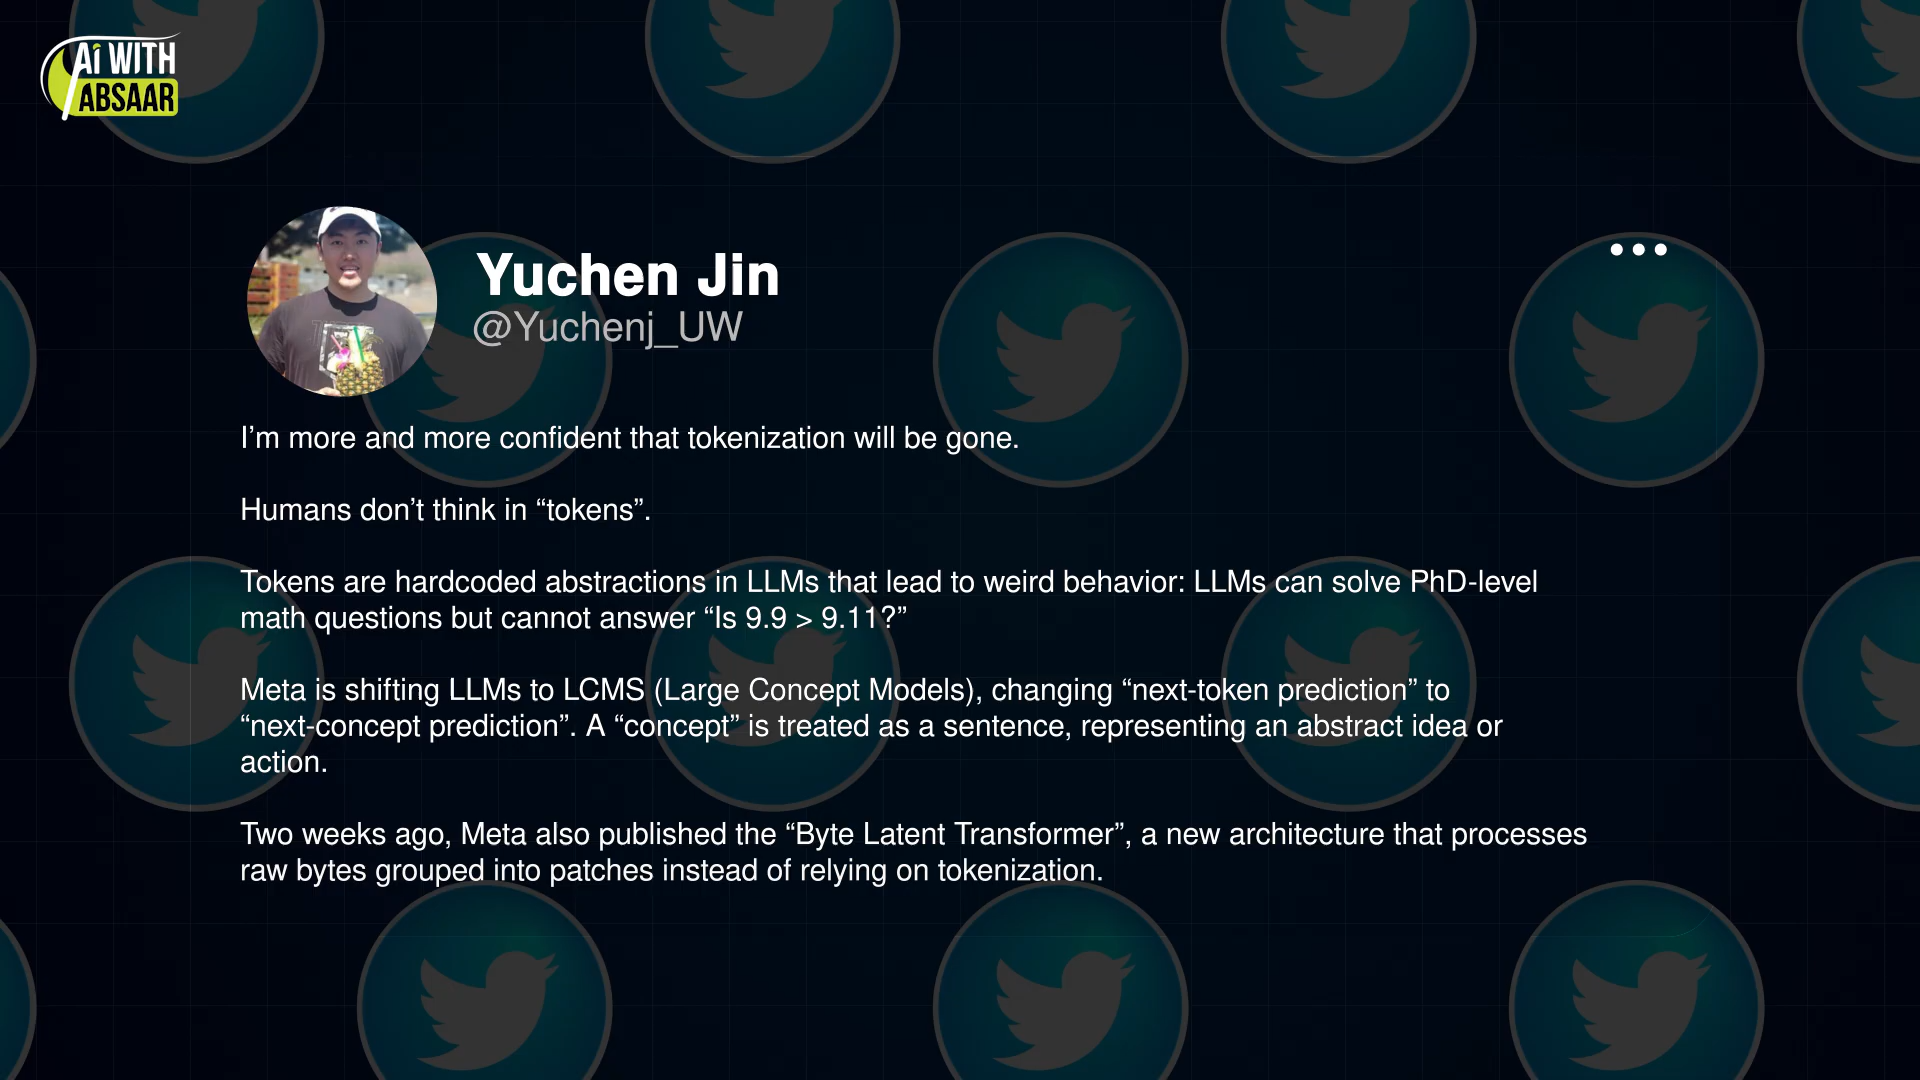 Ai WITH
ABSAAR
Yuchen Jin
@Yuchenj_UW
I’m more and more confident that tokenization will be gone.
Humans don’t think in “tokens”.
Tokens are hardcoded abstractions in LLMs that lead to weird behavior: LLMs can solve PhD-level
math questions but cannot answer “Is 9.9 > 9.11?”
Meta is shifting LLMs to LCMS (Large Concept Models), changing “next-token prediction” to
“next-concept prediction”. A “concept” is treated as a sentence, representing an abstract idea or
action.
Two weeks ago, Meta also published the “Byte Latent Transformer”, a new architecture that processes
raw bytes grouped into patches instead of relying on tokenization.